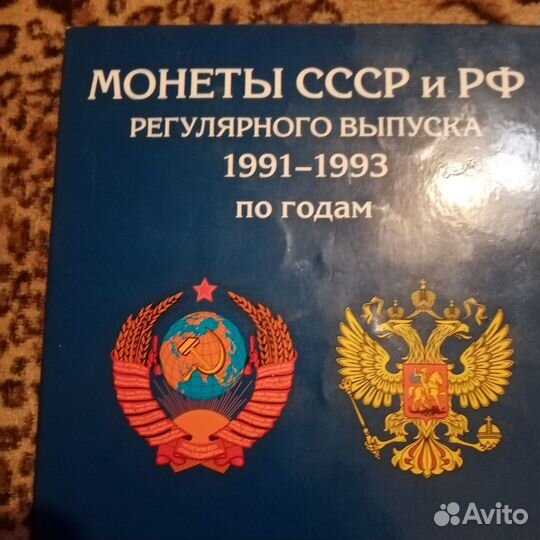 МОНЕТЫ СССР и РФ
РЕГУЛЯРНОГО ВЫПУСКА
1991–1993
по годам
Avito